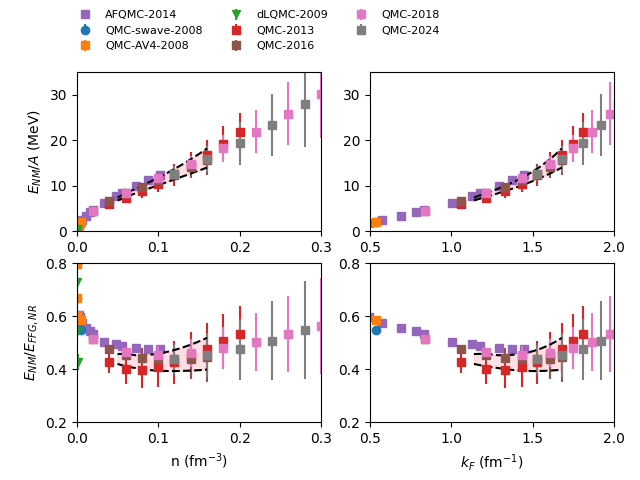 AFQMC-2014 dLQMC-2009 QMC-2018
QMC-swave-2008 QMC-2013 QMC-2024
QMC-AV4-2008 QMC-2016
E_NM/A (MeV)
30
20
10
0
0.0 0.1 0.2 0.3
30
20
10
0
0.5 1.0 1.5 2.0
E_NM/E_FFG,NR
0.8
0.6
0.4
0.2
0.0 0.1 0.2 0.3
n (fm⁻³)
0.8
0.6
0.4
0.2
0.5 1.0 1.5 2.0
k_F (fm⁻¹)